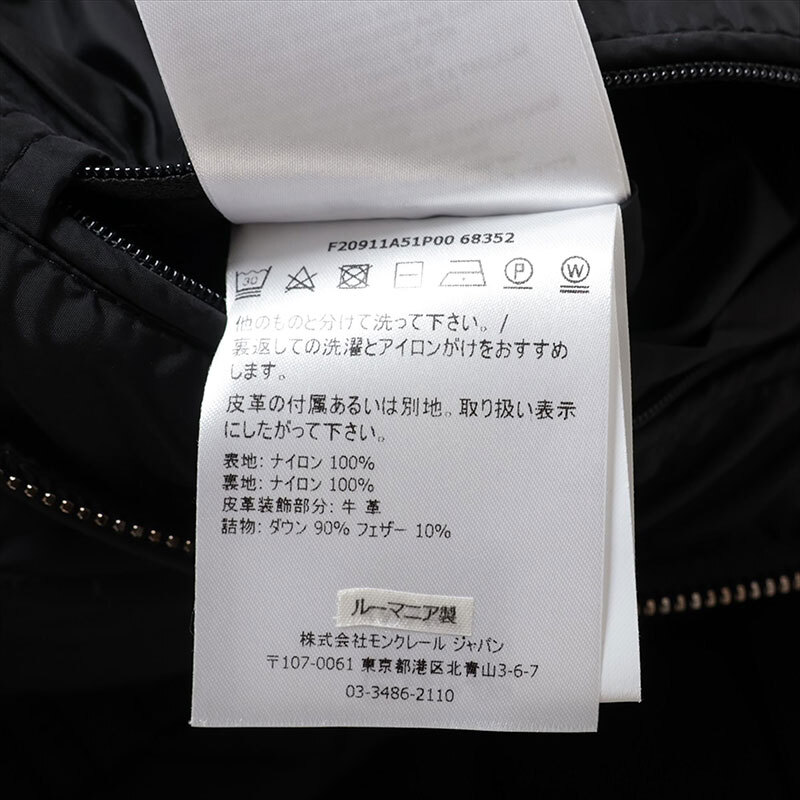 F20911A51P00 68352
30
P
W
他のものと分けて洗って下さい。/
裏返しての洗濯とアイロンがけをおすすめ
します。
皮革の付属あるいは別地。取り扱い表示
にしたがって下さい。
表地: ナイロン 100%
裏地: ナイロン 100%
皮革装飾部分: 牛 革
詰物: ダウン 90% フェザー 10%
ルーマニア製
株式会社モンクレール ジャパン
〒107-0061 東京都港区北青山3-6-7
03-3486-2110